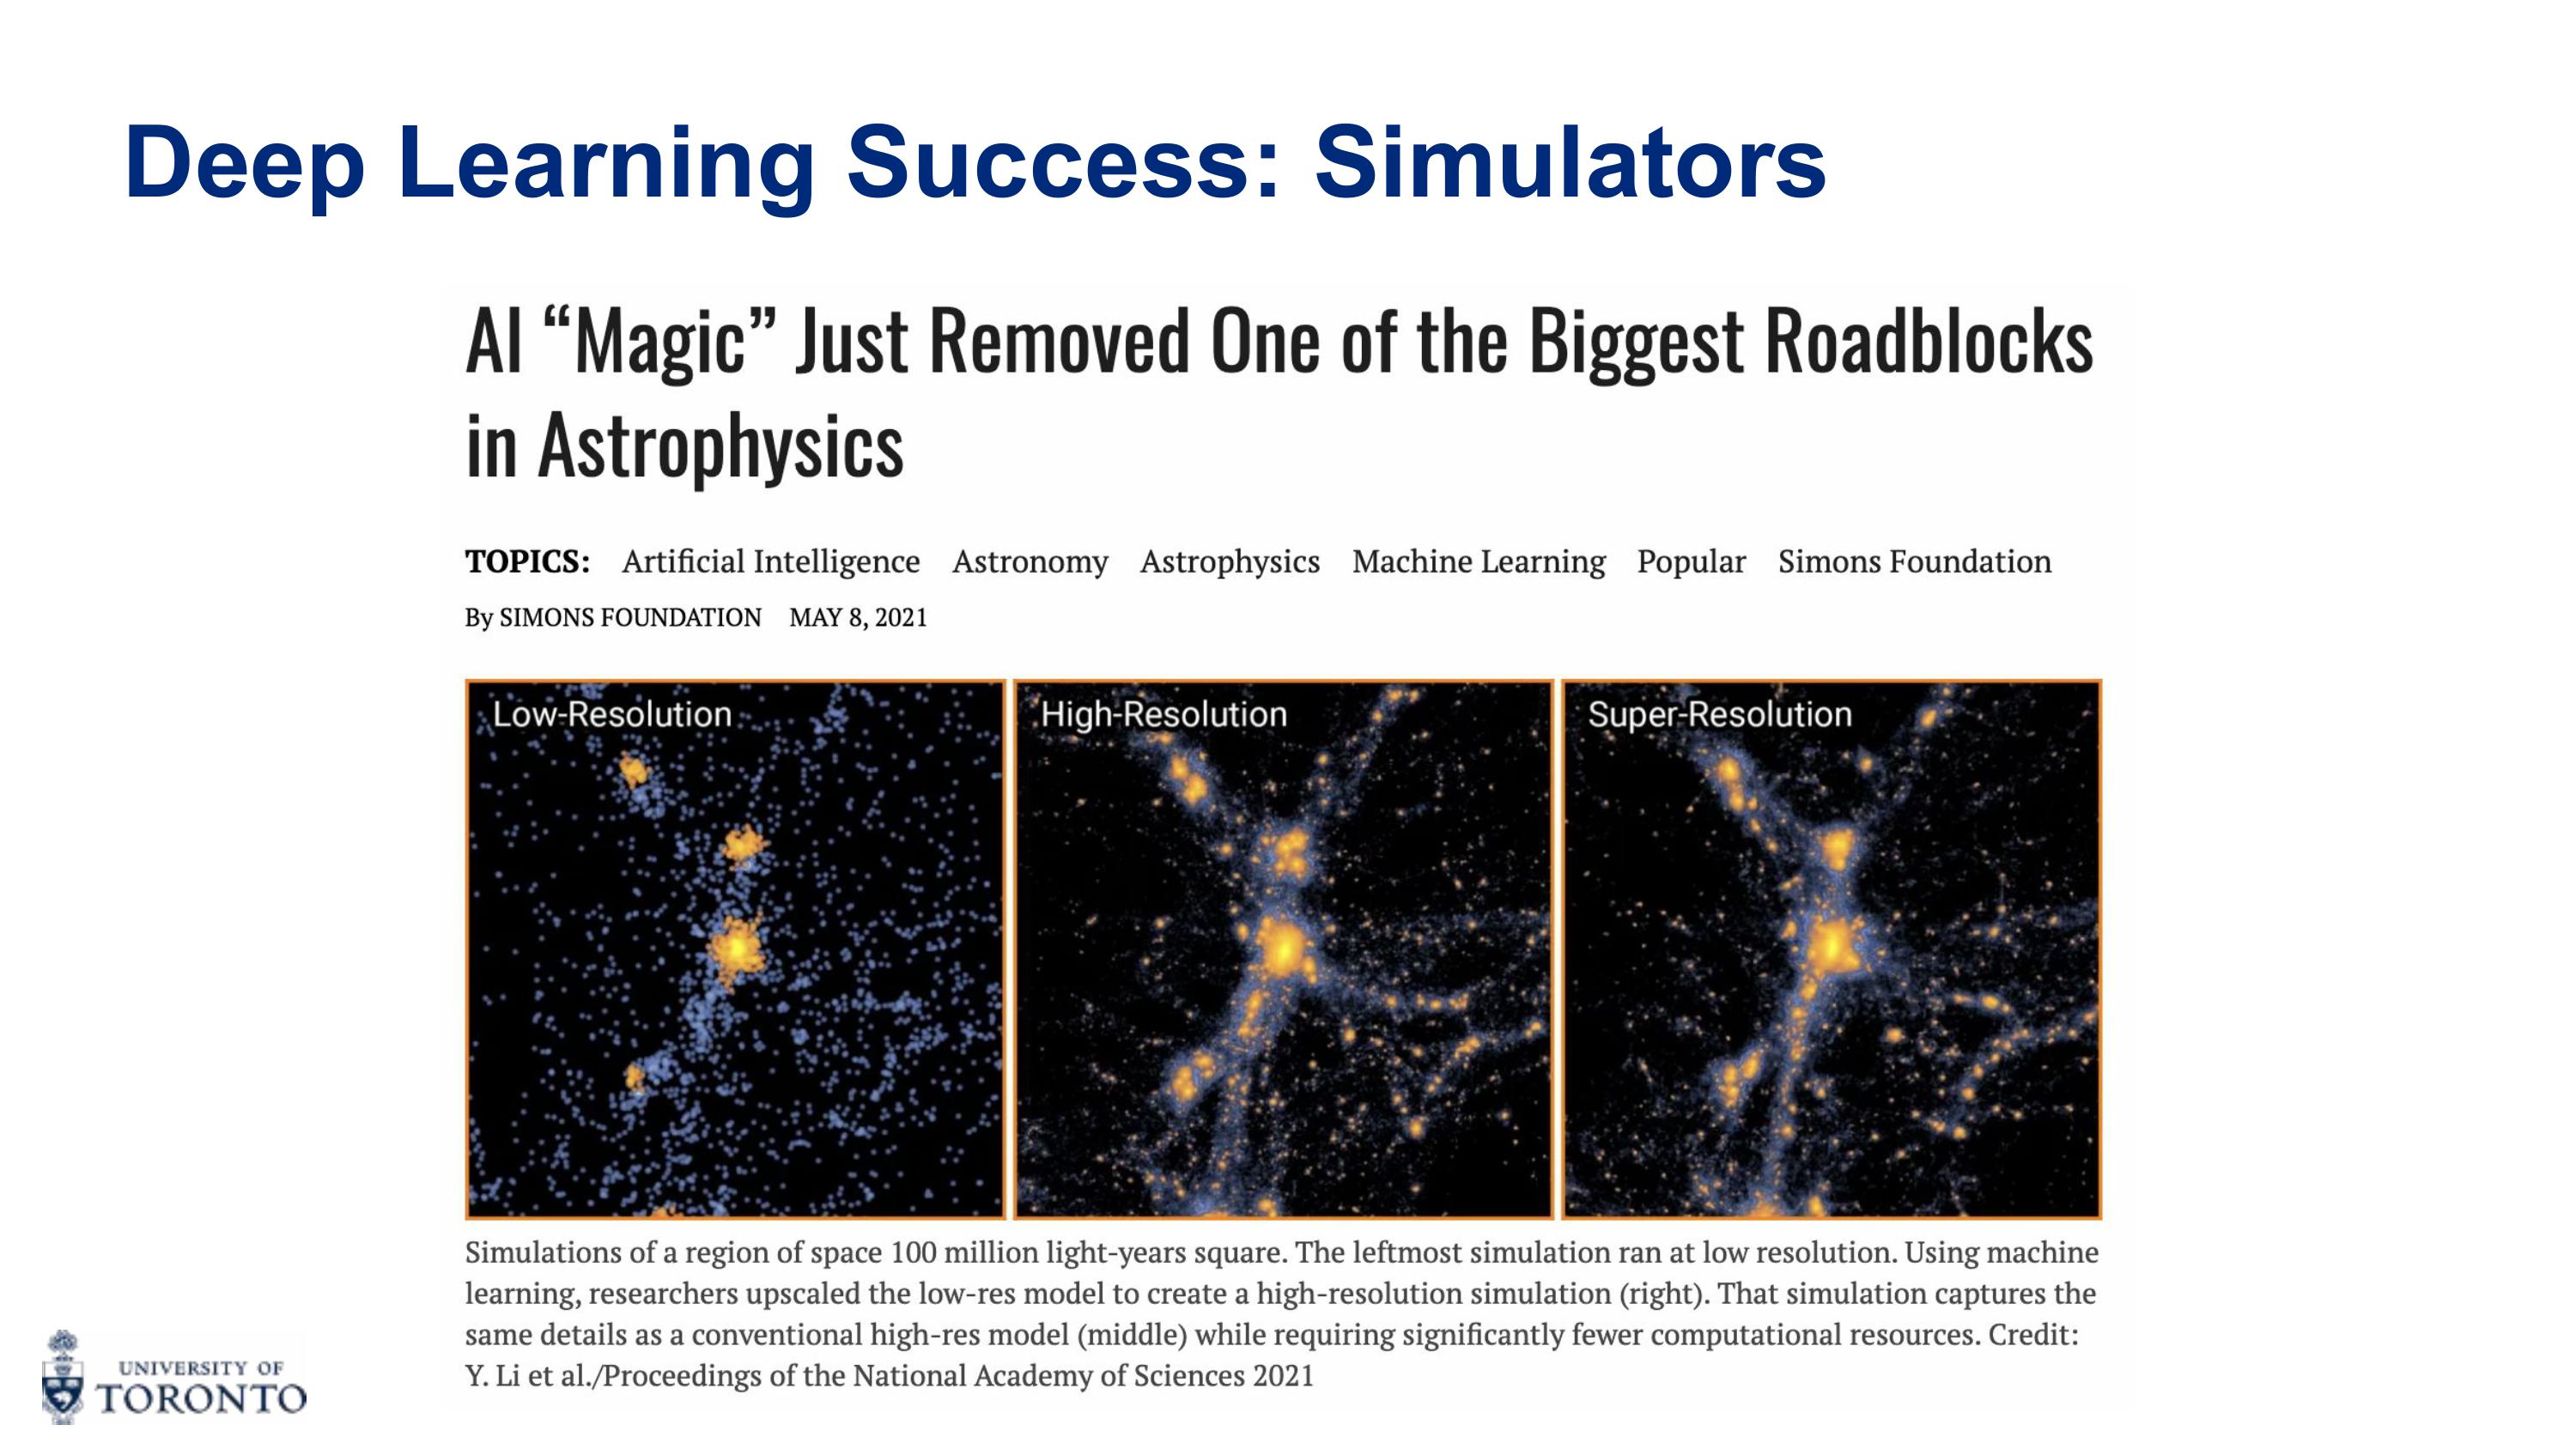 Deep Learning Success: Simulators
AI “Magic” Just Removed One of the Biggest Roadblocks
in Astrophysics
TOPICS: Artificial Intelligence Astronomy Astrophysics Machine Learning Popular Simons Foundation
By SIMONS FOUNDATION MAY 8, 2021
Low-Resolution
High-Resolution
Super-Resolution
Simulations of a region of space 100 million light-years square. The leftmost simulation ran at low resolution. Using machine
learning, researchers upscaled the low-res model to create a high-resolution simulation (right). That simulation captures the
same details as a conventional high-res model (middle) while requiring significantly fewer computational resources. Credit:
Y. Li et al./Proceedings of the National Academy of Sciences 2021
UNIVERSITY OF
TORONTO